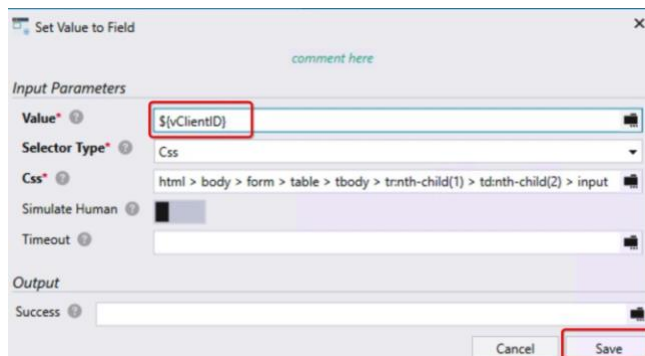 Set Value to Field
comment here
Input Parameters
Value*
${vClientID}
Selector Type*
Css
Css*
html > body > form > table > tbody > tr:nth-child(1) > td:nth-child(2) > input
Simulate Human
Timeout
Output
Success
Cancel
Save